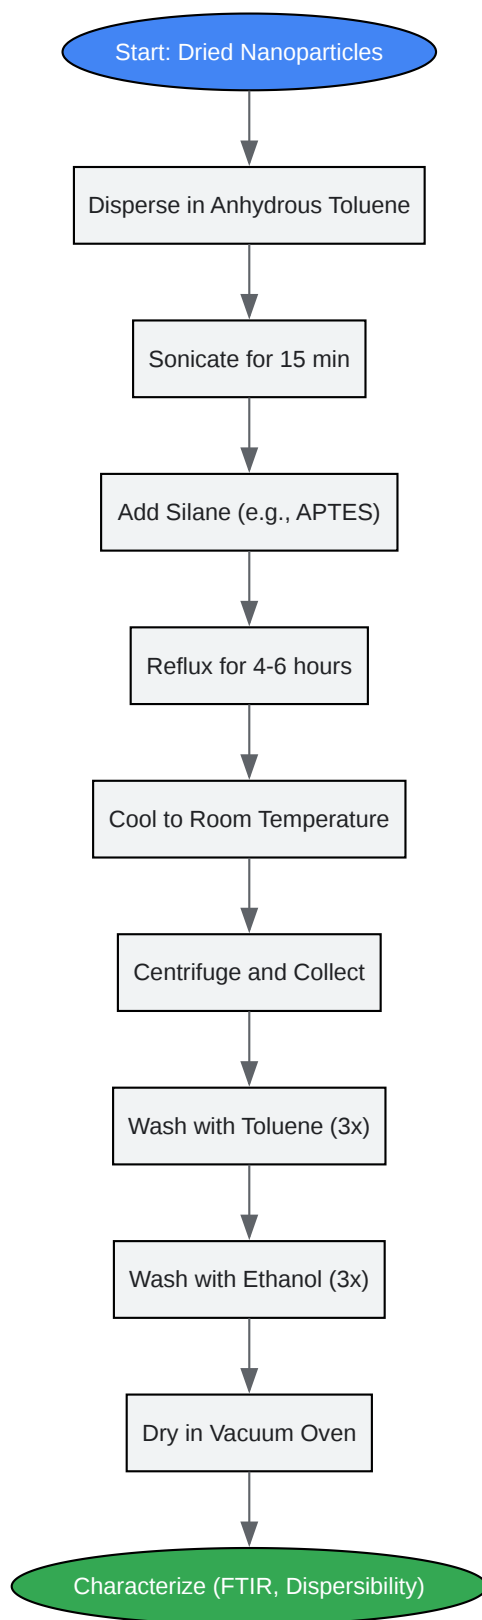 Start: Dried Nanoparticles
Disperse in Anhydrous Toluene
Sonicate for 15 min
Add Silane (e.g., APTES)
Reflux for 4-6 hours
Cool to Room Temperature
Centrifuge and Collect
Wash with Toluene (3x)
Wash with Ethanol (3x)
Dry in Vacuum Oven
Characterize (FTIR, Dispersibility)